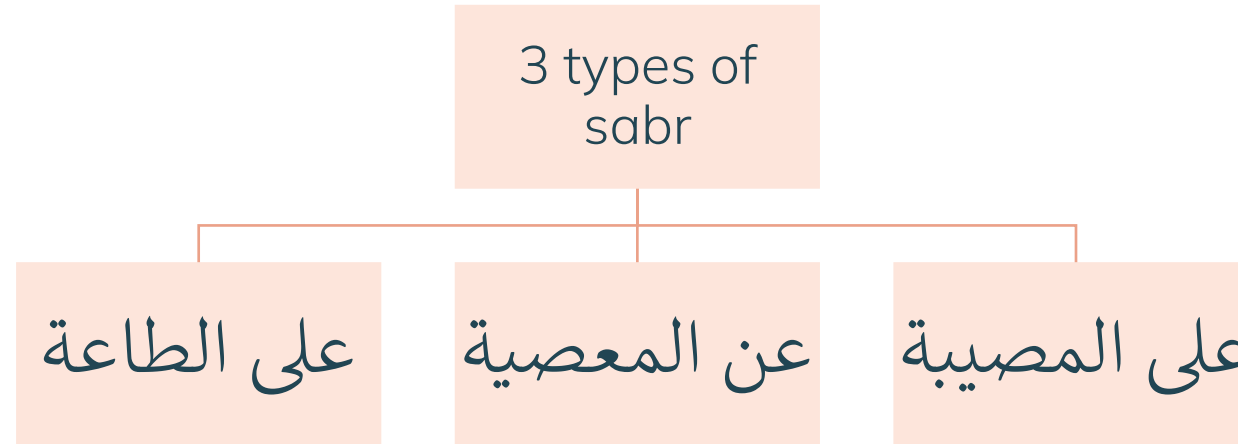 3 types of
sabr
على الطاعة
عن المعصية
على المصيبة